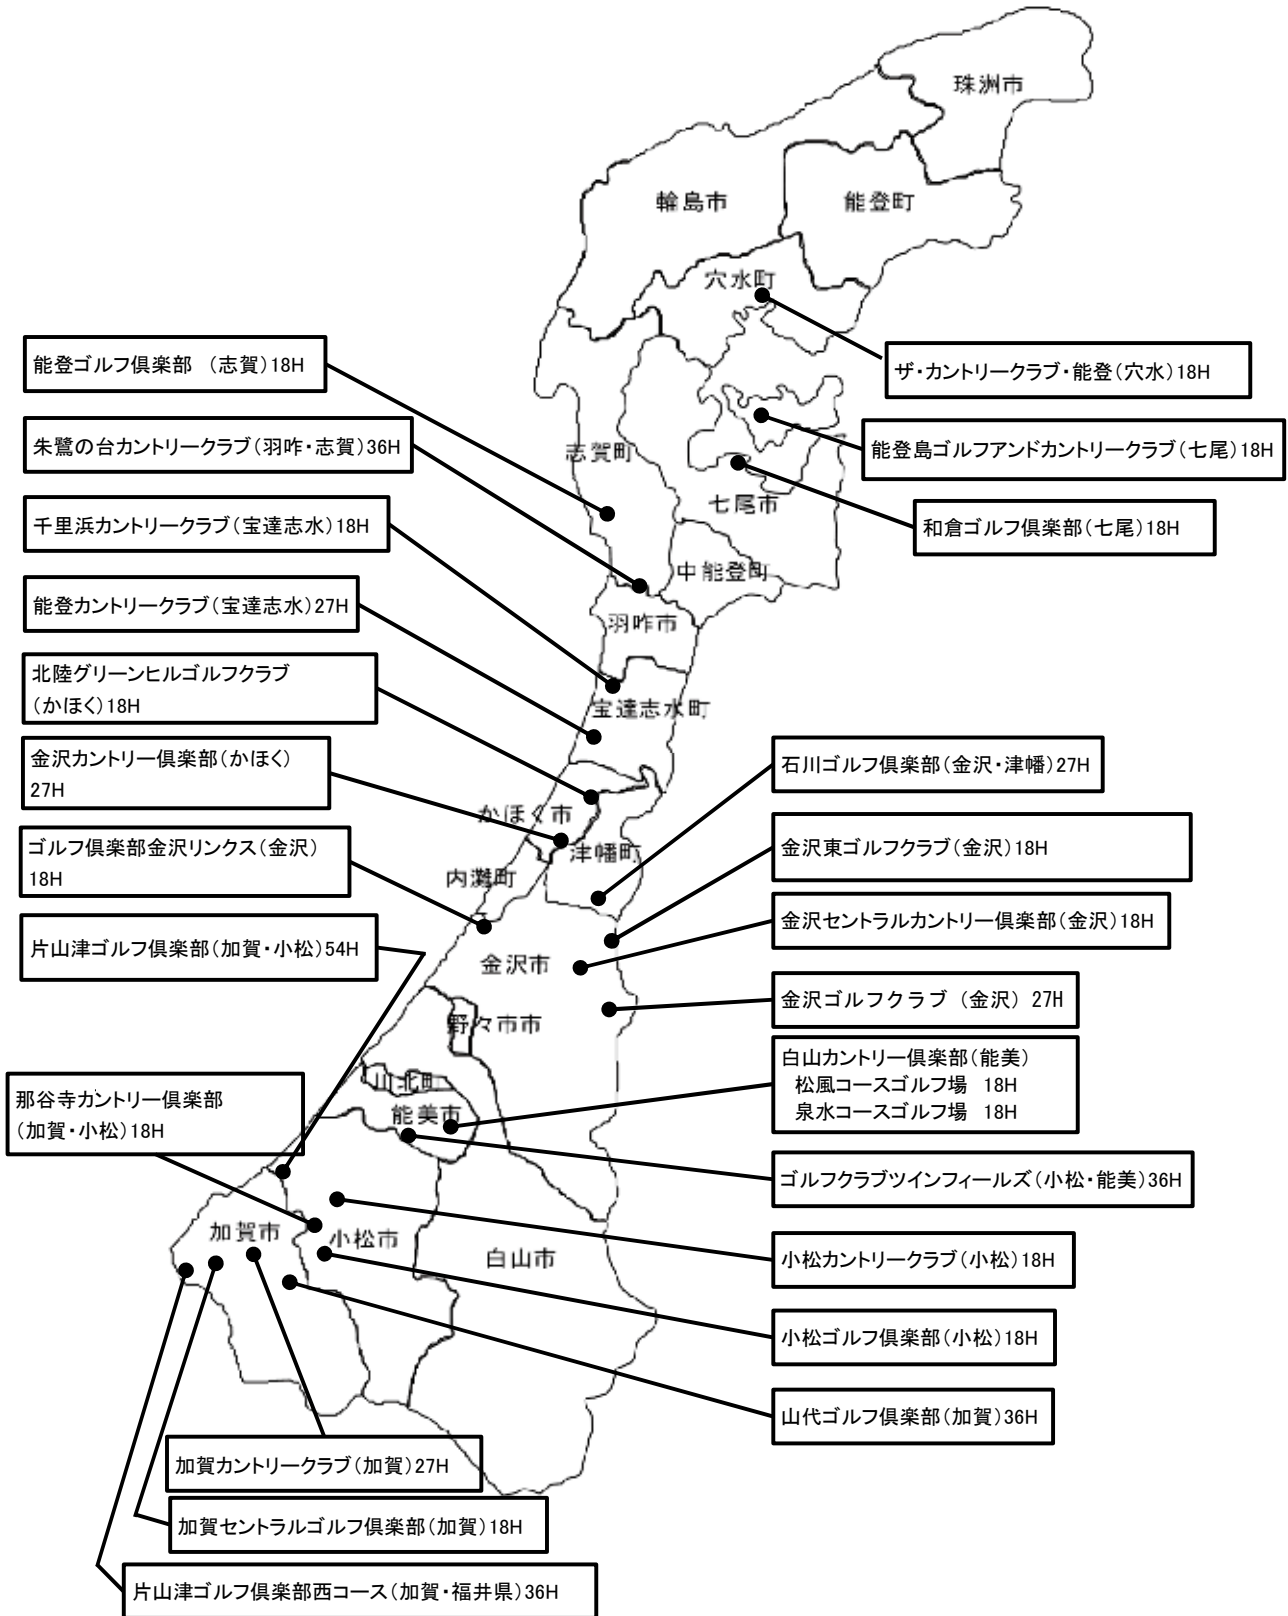 珠洲市
輪島市
能登町
穴水町
能登ゴルフ倶楽部　（志賀）18H
ザ・カントリークラブ・能登（穴水）18H
朱鷺の台カントリークラブ（羽咋・志賀）36H
志賀町
能登島ゴルフアンドカントリークラブ（七尾）18H
七尾市
千里浜カントリークラブ（宝達志水）18H
和倉ゴルフ倶楽部（七尾）18H
中能登町
能登カントリークラブ（宝達志水）27H
羽咋市
北陸グリーンヒルゴルフクラブ
（かほく）18H
宝達志水町
金沢カントリー倶楽部（かほく）
27H
石川ゴルフ倶楽部（金沢・津幡）27H
かほく市
ゴルフ倶楽部金沢リンクス（金沢）
18H
津幡町
金沢東ゴルフクラブ（金沢）18H
内灘町
片山津ゴルフ倶楽部（加賀・小松）54H
金沢セントラルカントリー倶楽部（金沢）18H
金沢市
金沢ゴルフクラブ （金沢） 27H
野々市市
白山カントリー倶楽部（能美）
松風コースゴルフ場　18H
泉水コースゴルフ場　18H
川北町
那谷寺カントリー倶楽部
（加賀・小松）18H
能美市
ゴルフクラブツインフィールズ（小松・能美）36H
加賀市
小松市
白山市
小松カントリークラブ（小松）18H
小松ゴルフ倶楽部（小松）18H
山代ゴルフ倶楽部（加賀）36H
加賀カントリークラブ（加賀）27H
加賀セントラルゴルフ倶楽部（加賀）18H
片山津ゴルフ倶楽部西コース（加賀・福井県）36H